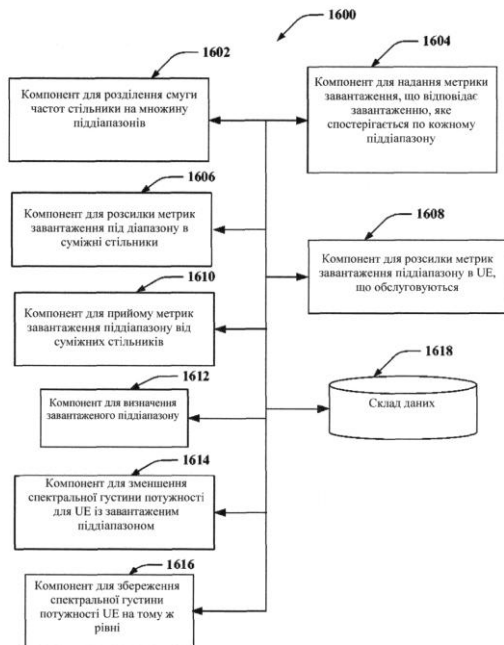 1600
1602
1604
Компонент для розділення смуги
частот стільники на множину
піддіапазонів
Компонент для надання метрики
завантаження, що відповідає
завантаженню, яке
спостерігається по кожному
піддіапазону
1606
Компонент для розсилки метрик
завантаження під діапазону в
суміжні стільники
1608
Компонент для розсилки метрик
завантаження піддіапазону в UE,
що обслуговуються
1610
Компонент для прийому метрик
завантаження піддіапазону від
суміжних стільників
1612
Компонент для визначення
завантаженого піддіапазону
1618
Склад даних
1614
Компонент для зменшення
спектральної густини потужності
для UE із завантаженим
піддіапазоном
1616
Компонент для збереження
спектральної густини
потужності UE на тому ж
рівні